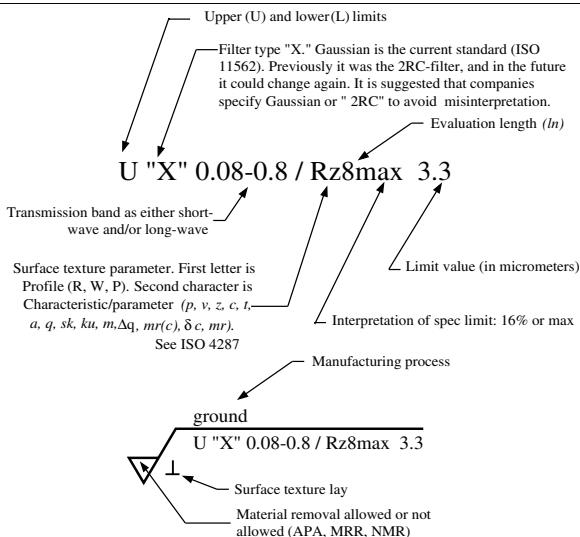 Upper (U) and lower(L) limits
Filter type "X." Gaussian is the current standard (ISO
11562). Previously it was the 2RC-filter, and in the future
it could change again. It is suggested that companies
specify Gaussian or " 2RC" to avoid misinterpretation.
Evaluation length (ln)
U "X" 0.08-0.8 / Rz8max 3.3
Transmission band as either short-
wave and/or long-wave
Surface texture parameter. First letter is
Profile (R, W, P). Second character is
Characteristic/parameter (p, v, z, c, t,
a, q, sk, ku, m,Δq, mr(c), δ c, mr).
See ISO 4287
Limit value (in micrometers)
Interpretation of spec limit: 16% or max
Manufacturing process
ground
U "X" 0.08-0.8 / Rz8max 3.3
Surface texture lay
Material removal allowed or not
allowed (APA, MRR, NMR)